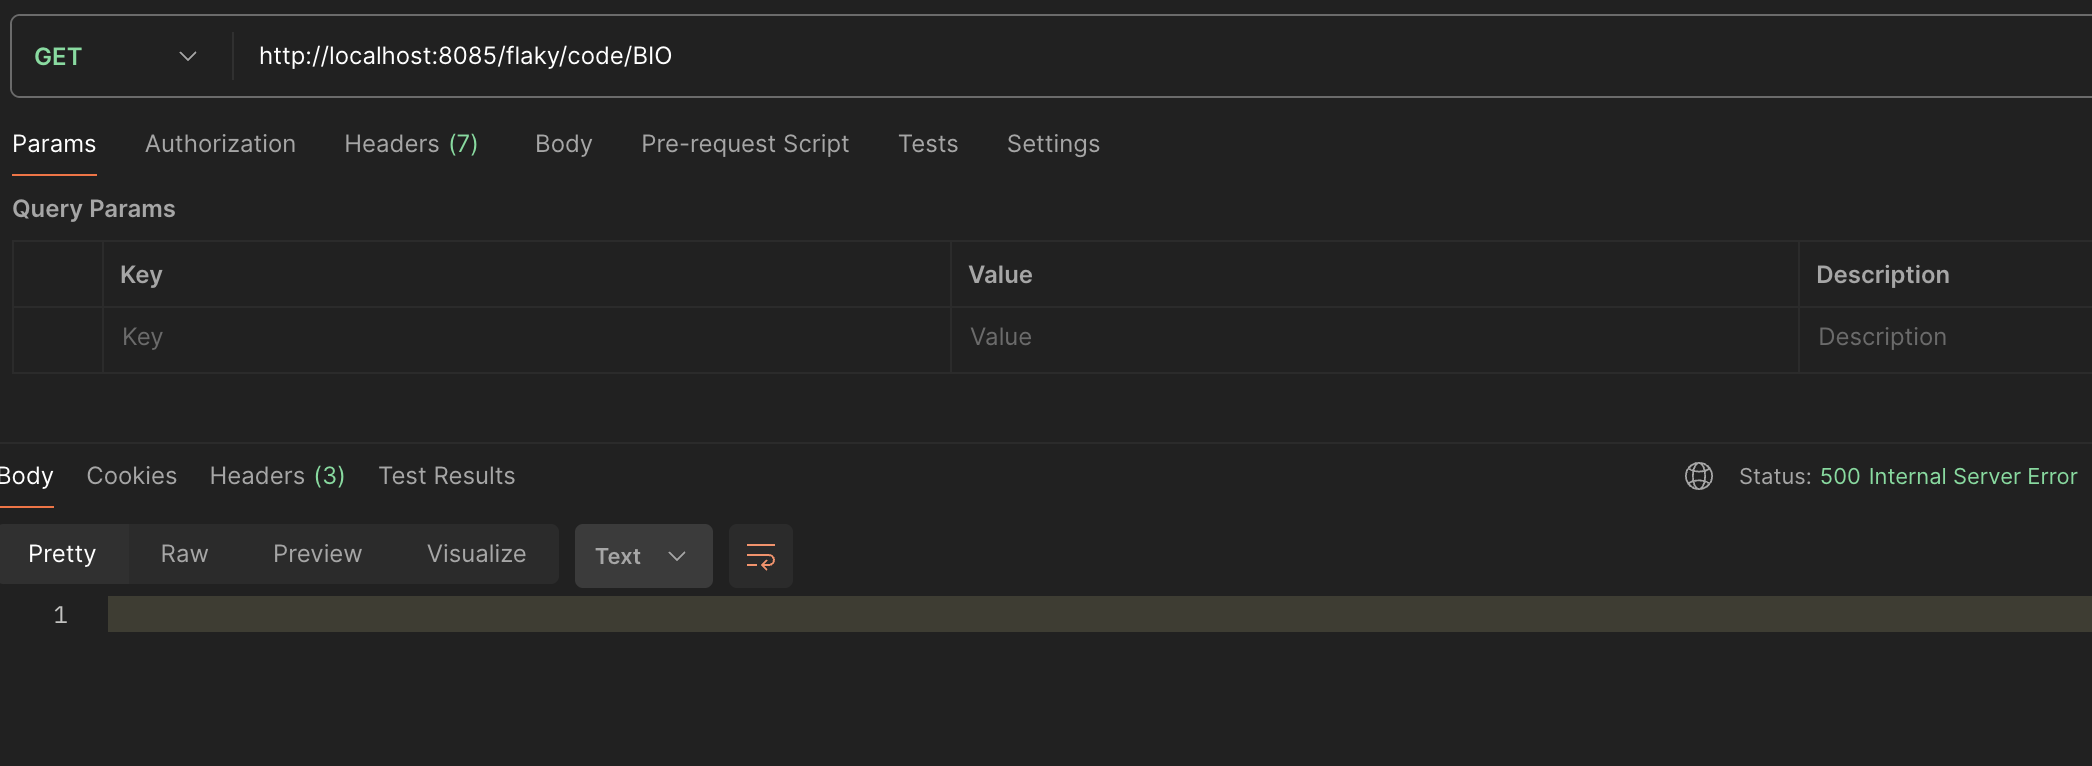 GET http://localhost:8085/flaky/code/BIO
Params Authorization Headers (7) Body Pre-request Script Tests Settings
Query Params
Key Value Description
Key Value Description
Body Cookies Headers (3) Test Results Status: 500 Internal Server Error
Pretty Raw Preview Visualize Text
1